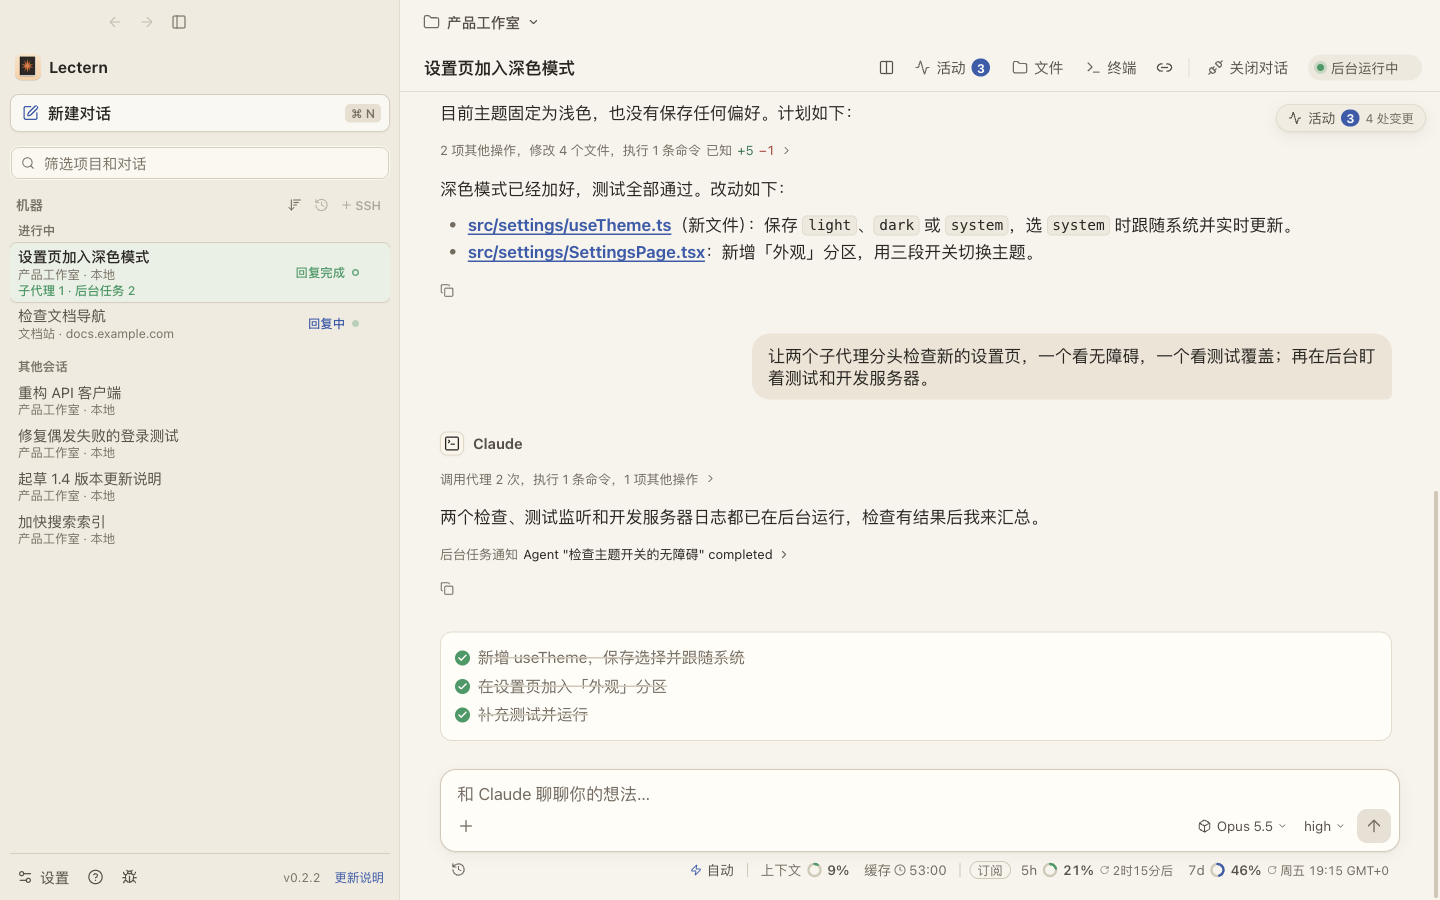 Lectern
新建对话
⌘ N
筛选项目和对话
机器
+ SSH
进行中
设置页加入深色模式
产品工作室 · 本地
子代理 1 · 后台任务 2
回复完成
检查文档导航
文档站 · docs.example.com
回复中
其他会话
重构 API 客户端
产品工作室 · 本地
修复偶发失败的登录测试
产品工作室 · 本地
起草 1.4 版本更新说明
产品工作室 · 本地
加快搜索索引
产品工作室 · 本地
设置
v0.2.2
更新说明
产品工作室
设置页加入深色模式
活动 3
文件
终端
关闭对话
后台运行中
活动 3 4 处变更
目前主题固定为浅色，也没有保存任何偏好。计划如下：
2 项其他操作，修改 4 个文件，执行 1 条命令 已知 +5 −1
深色模式已经加好，测试全部通过。改动如下：
src/settings/useTheme.ts（新文件）：保存 light、dark 或 system，选 system 时跟随系统并实时更新。
src/settings/SettingsPage.tsx：新增「外观」分区，用三段开关切换主题。
让两个子代理分头检查新的设置页，一个看无障碍，一个看测试覆盖；再在后台盯
着测试和开发服务器。
Claude
调用代理 2 次，执行 1 条命令，1 项其他操作
两个检查、测试监听和开发服务器日志都已在后台运行，检查有结果后我来汇总。
后台任务通知 Agent "检查主题开关的无障碍" completed
新增 useTheme，保存选择并跟随系统
在设置页加入「外观」分区
补充测试并运行
和 Claude 聊聊你的想法...
Opus 5.5
high
自动
上下文 9%
缓存 53:00
订阅
5h 21% 2时15分后
7d 46% 周五 19:15 GMT+0